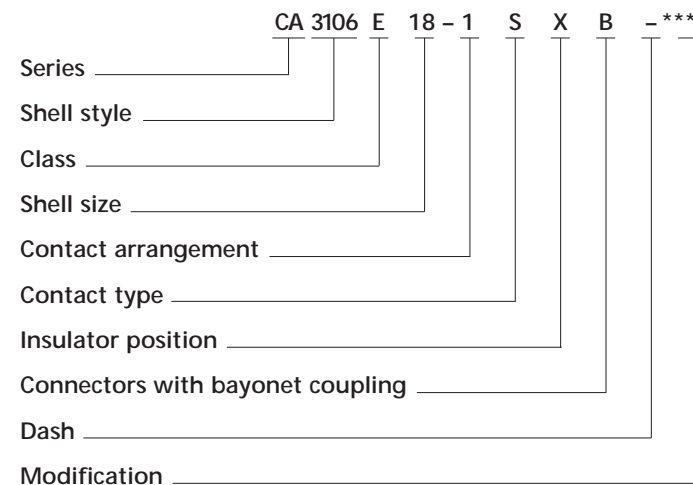 CA 3106 E 18 – 1 S X B – ***
Series
Shell style
Class
Shell size
Contact arrangement
Contact type
Insulator position
Connectors with bayonet coupling
Dash
Modification